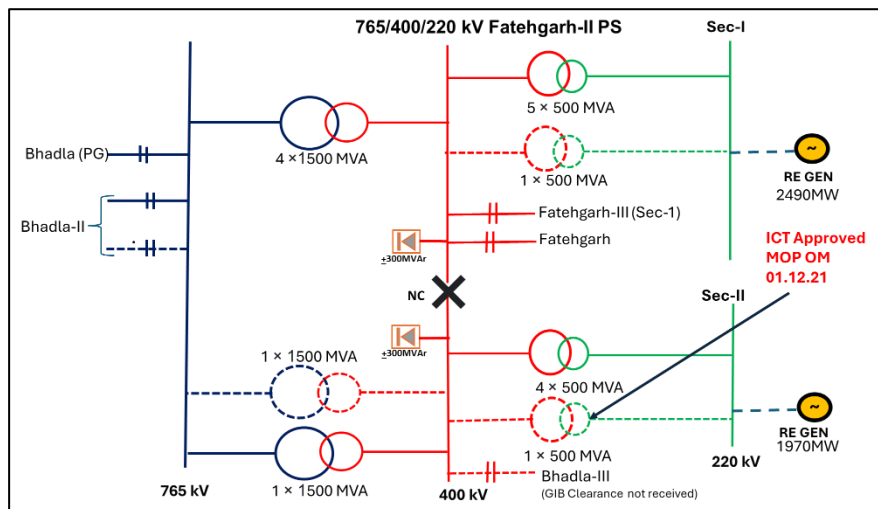 765/400/220 kV Fatehgarh-II PS
Sec-I
5 × 500 MVA
4 ×1500 MVA
Bhadla (PG)
1 × 500 MVA
~
RE GEN
2490MW
Bhadla-II
Fatehgarh-III (Sec-1)
Fatehgarh
±300MVAr
ICT Approved
MOP OM
01.12.21
NC
Sec-II
±300MVAr
1 × 1500 MVA
4 × 500 MVA
~
RE GEN
1970MW
1 × 500 MVA
220 kV
Bhadla-III
(GIB Clearance not received)
765 kV
1 × 1500 MVA
400 kV